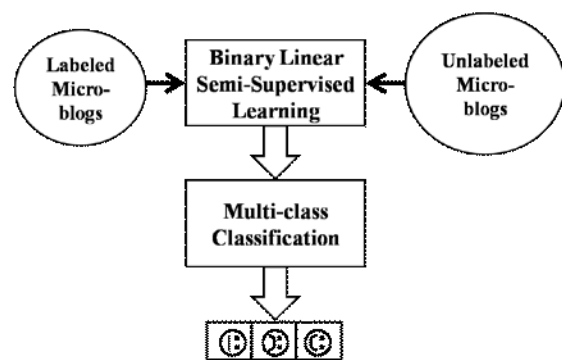 Labeled
Micro-
blogs
Binary Linear
Semi-Supervised
Learning
Unlabeled
Micro-
blogs
Multi-class
Classification